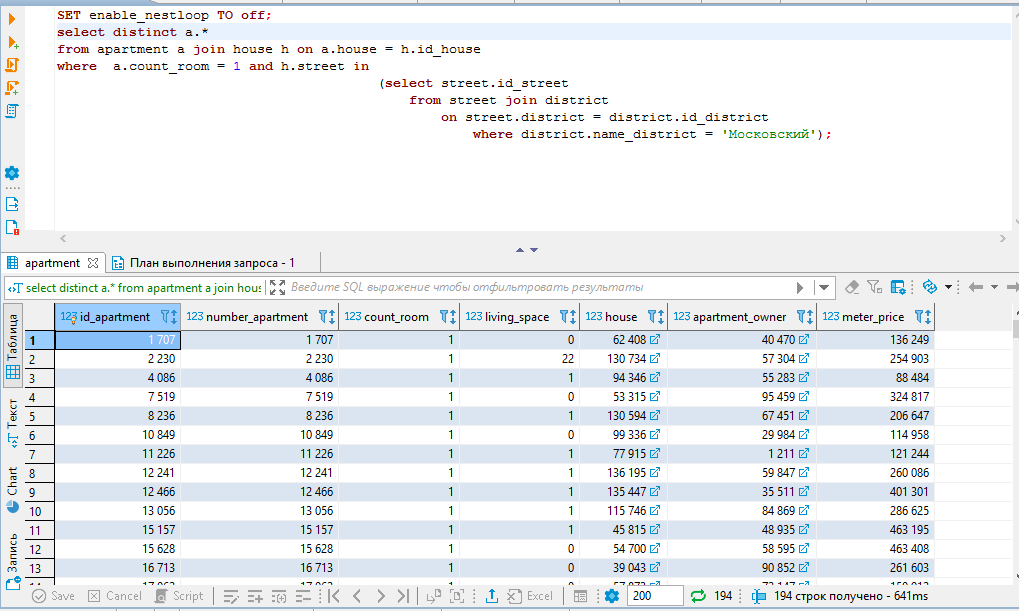 SET enable_nestloop TO off;
select distinct a.*
from apartment a join house h on a.house = h.id_house
where  a.count_room = 1 and h.street in
(select street.id_street
from street join district
on street.district = district.id_district
where district.name_district = 'Московский');
apartment План выполнения запроса - 1
select distinct a.* from apartment a join hous Введите SQL выражение чтобы отфильтровать результаты
Таблица
Текст
Chart
Запись
123 id_apartment 123 number_apartment 123 count_room 123 living_space 123 house 123 apartment_owner 123 meter_price
1 1 707 1 707 1 0 62 408 40 470 136 249
2 2 230 2 230 1 22 130 734 57 304 254 903
3 4 086 4 086 1 1 94 346 55 283 88 484
4 7 519 7 519 1 0 53 315 95 459 324 817
5 8 236 8 236 1 1 130 594 67 451 206 647
6 10 849 10 849 1 0 99 336 29 984 114 958
7 11 226 11 226 1 1 77 915 1 211 121 244
8 12 241 12 241 1 1 136 195 59 847 260 086
9 12 466 12 466 1 1 135 447 35 511 401 301
10 13 056 13 056 1 1 115 746 84 869 286 625
11 15 157 15 157 1 1 45 815 48 935 463 195
12 15 628 15 628 1 0 54 700 58 595 463 408
13 16 713 16 713 1 0 39 043 90 852 261 603
Save Cancel Script Excel 200 194 194 строк получено - 641ms